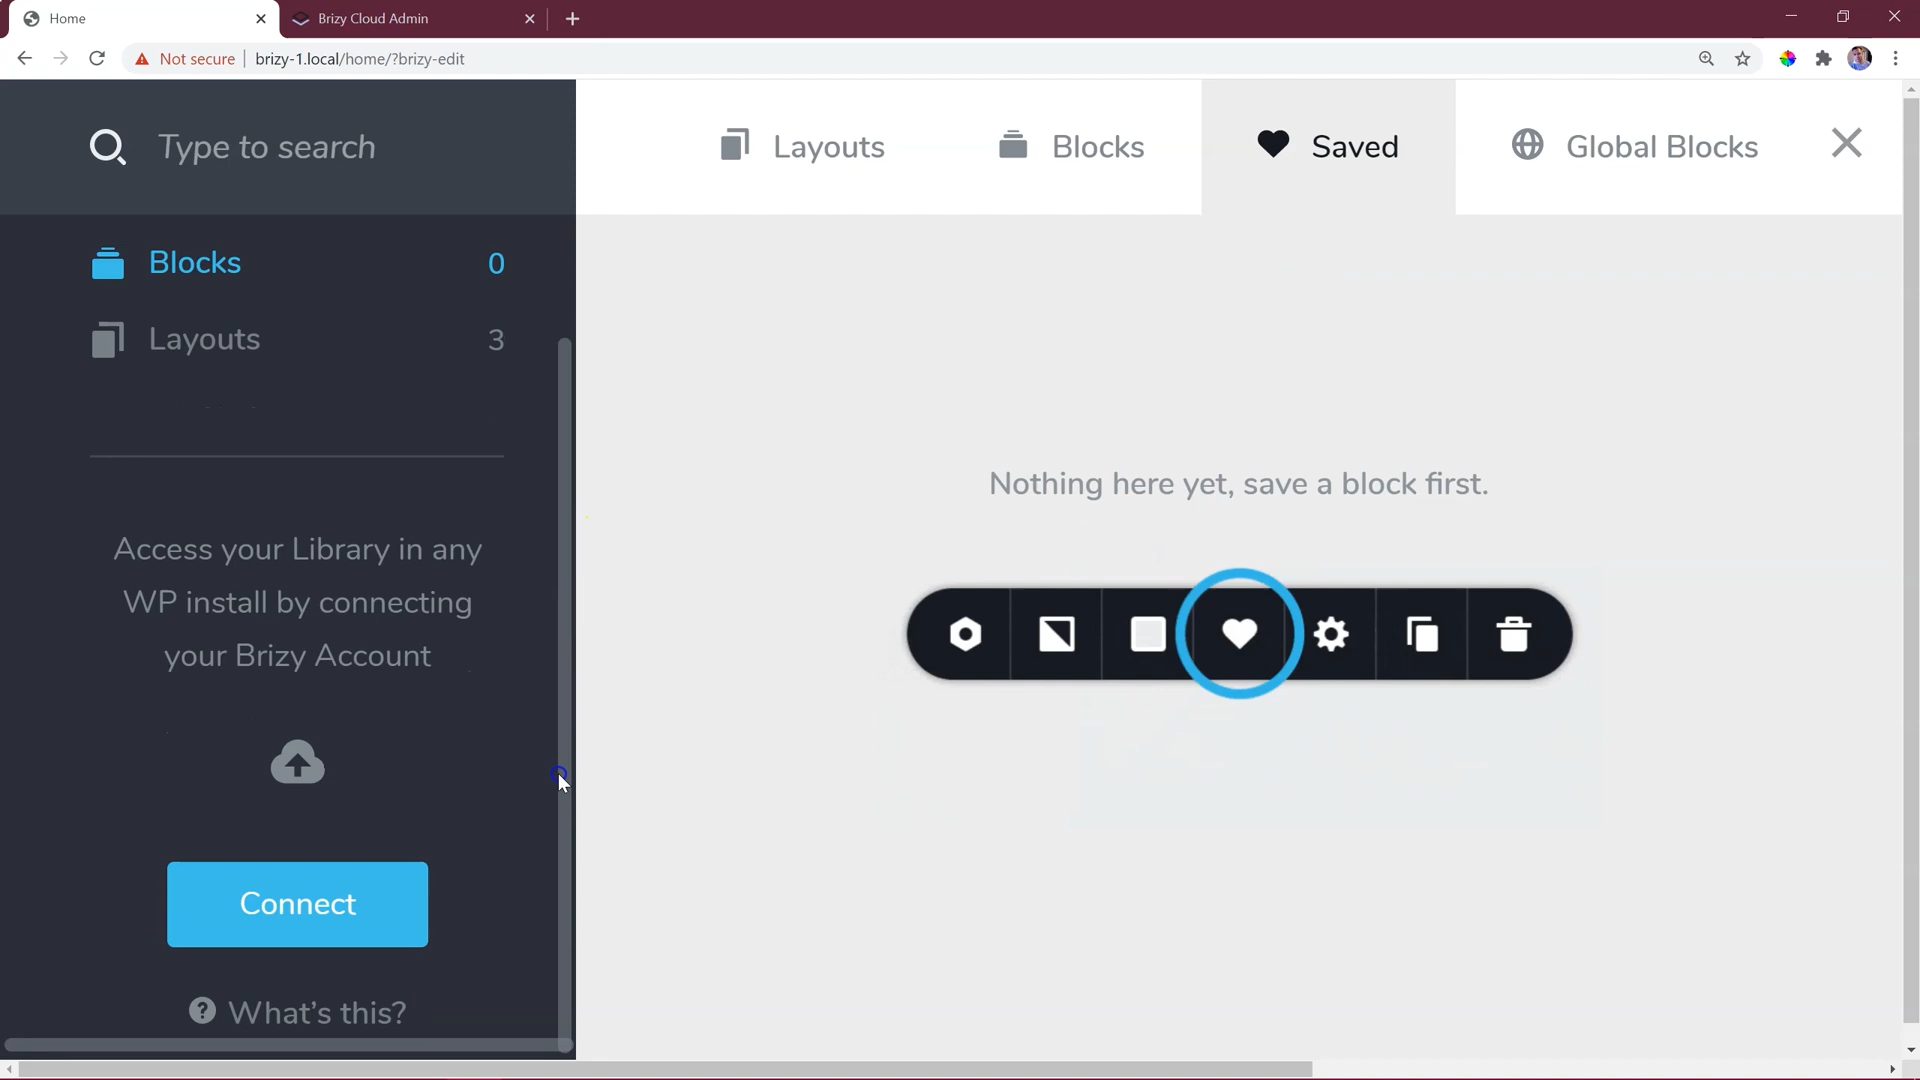 Home
Brizy Cloud Admin
Not secure
brizy-1.local/home/?brizy-edit
Type to search
Layouts
Blocks
Saved
Global Blocks
Blocks 0
Layouts 3
Access your Library in any
WP install by connecting
your Brizy Account
Connect
What's this?
Nothing here yet, save a block first.